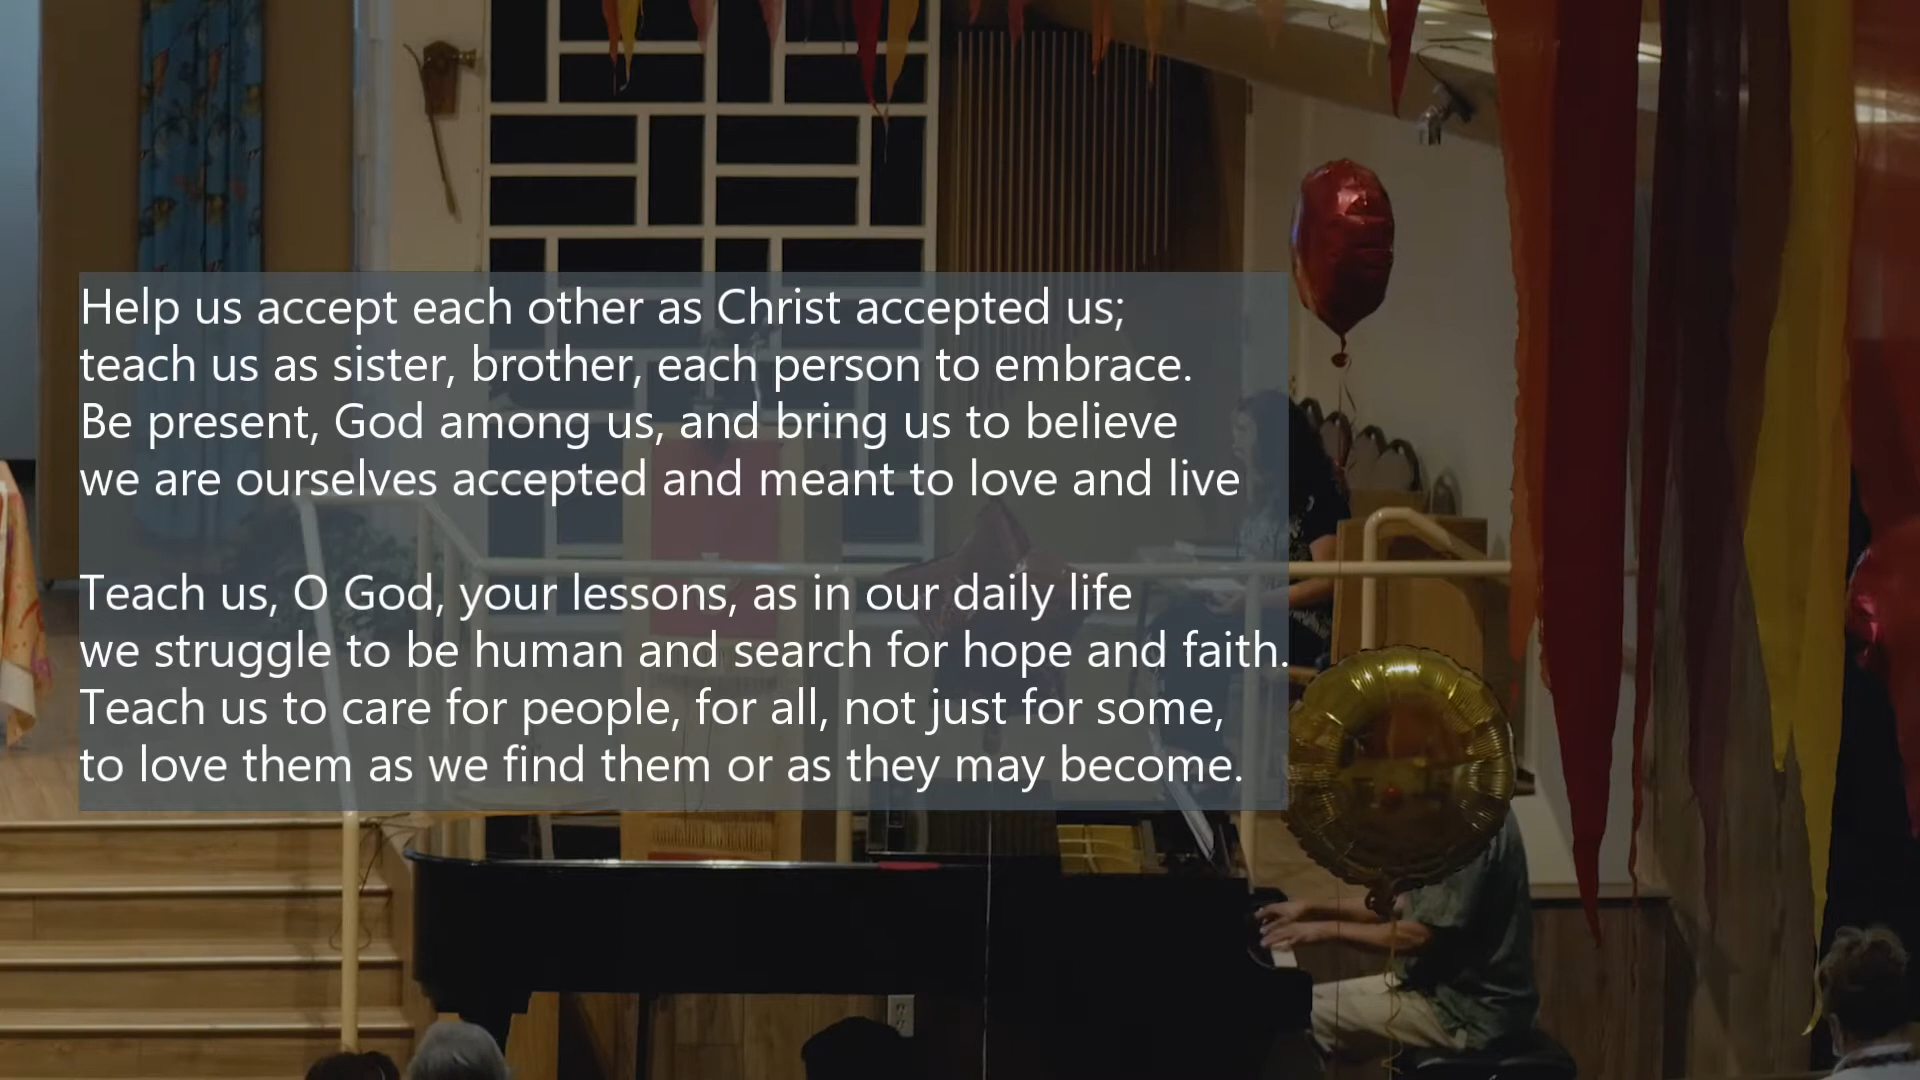 Help us accept each other as Christ accepted us;
teach us as sister, brother, each person to embrace.
Be present, God among us, and bring us to believe
we are ourselves accepted and meant to love and live
Teach us, O God, your lessons, as in our daily life
we struggle to be human and search for hope and faith.
Teach us to care for people, for all, not just for some,
to love them as we find them or as they may become.